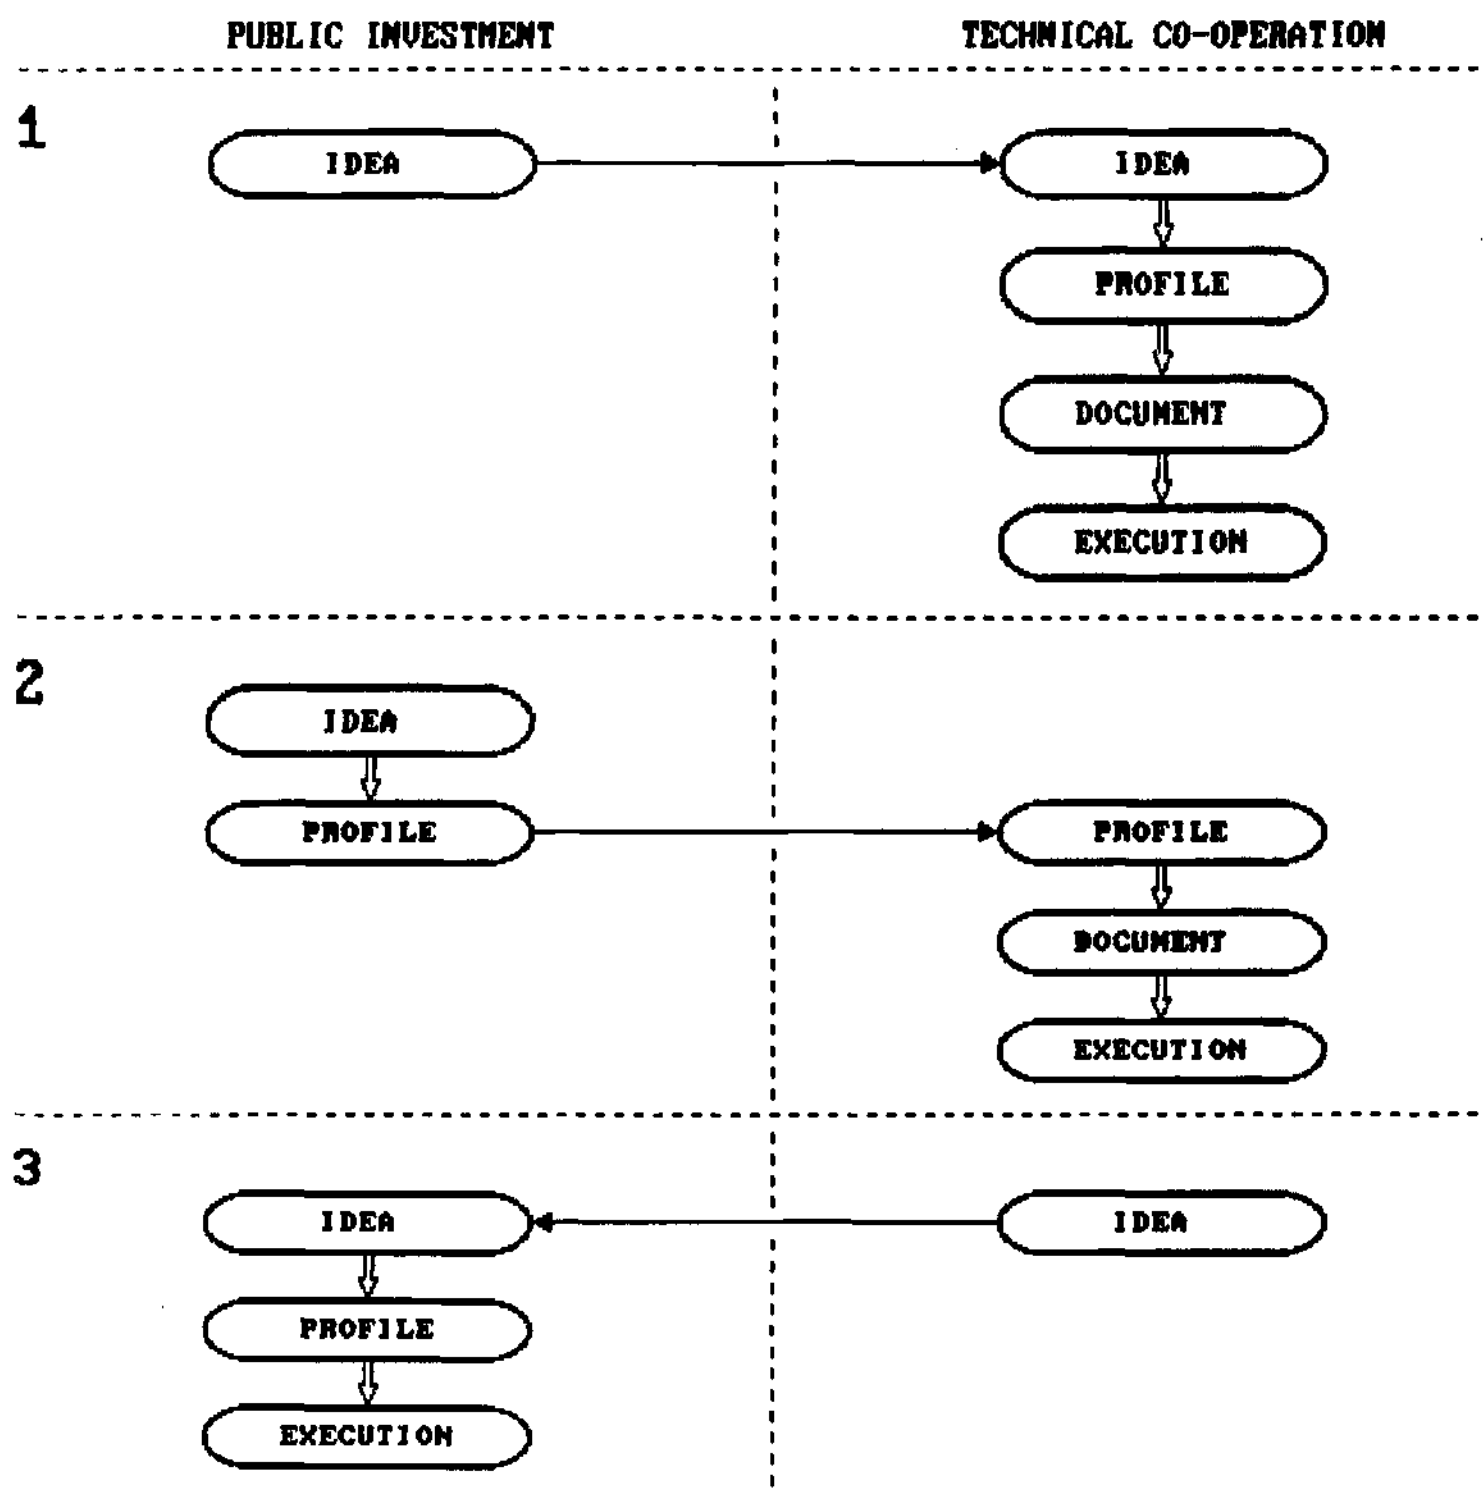 PUBLIC INVESTMENT TECHNICAL CO-OPERATION
1
IDEA IDEA
PROFILE
DOCUMENT
EXECUTION
2
IDEA
PROFILE PROFILE
DOCUMENT
EXECUTION
3
IDEA IDEA
PROFILE
EXECUTION